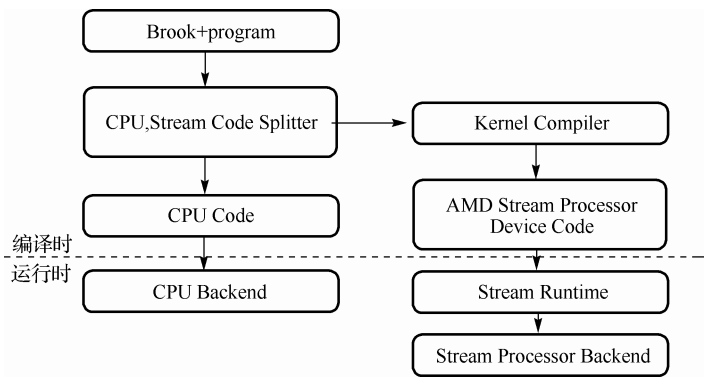 Brook+program
CPU,Stream Code Splitter
Kernel Compiler
CPU Code
AMD Stream Processor
Device Code
编译时
运行时
CPU Backend
Stream Runtime
Stream Processor Backend